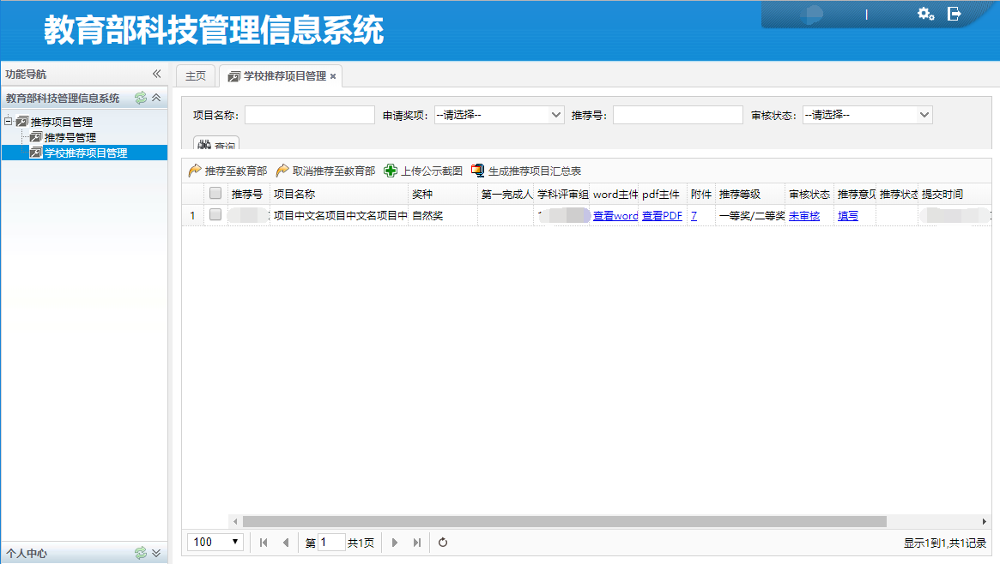 教育部科技管理信息系统
功能导航
主页 学校推荐项目管理
教育部科技管理信息系统
推荐项目管理
推荐号管理
学校推荐项目管理
个人中心
项目名称: 申请奖项: --请选择-- 推荐号: 审核状态: --请选择--
查询
推荐至教育部 取消推荐至教育部 上传公示截图 生成推荐项目汇总表
推荐号 项目名称 奖种 第一完成人 学科评审组 word主件 pdf主件 附件 推荐等级 审核状态 推荐意见 推荐状态 提交时间
1 项目中文名项目中文名项目中 自然奖 查看word 查看PDF 7 一等奖/二等奖 未审核 填写
100 第 1 共1页 显示1到1,共1记录